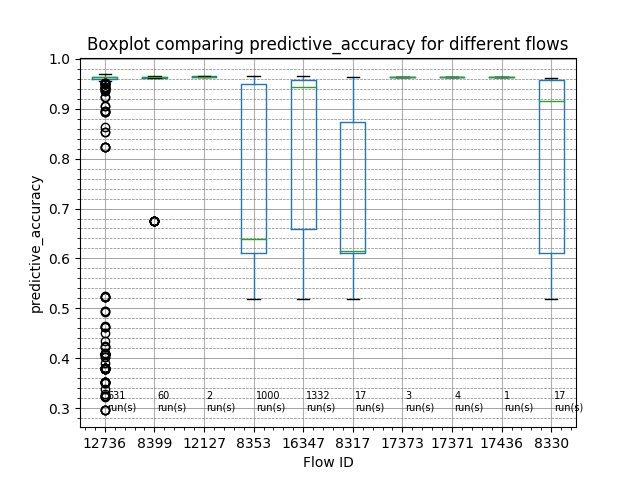 Boxplot comparing predictive_accuracy for different flows
predictive_accuracy
1.0
0.9
0.8
0.7
0.6
0.5
0.4
0.3
631 run(s)
60 run(s)
2 run(s)
1000 run(s)
1332 run(s)
17 run(s)
3 run(s)
4 run(s)
1 run(s)
17 run(s)
12736 8399 12127 8353 16347 8317 17373 17371 17436 8330
Flow ID